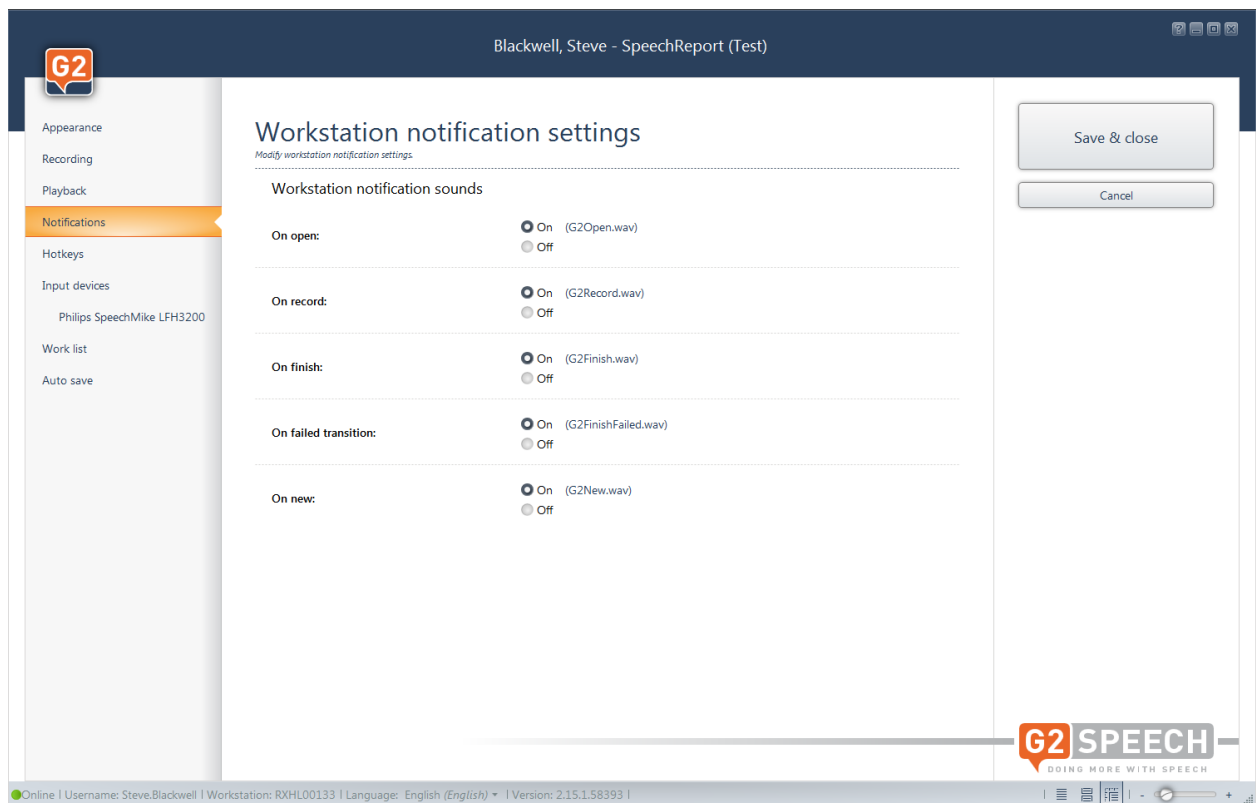 Blackwell, Steve - SpeechReport (Test)
G2
Appearance
Recording
Playback
Notifications
Hotkeys
Input devices
Philips SpeechMike LFH3200
Work list
Auto save
Workstation notification settings
Modify workstation notification settings.
Workstation notification sounds
On open:
On (G2Open.wav)
Off
On record:
On (G2Record.wav)
Off
On finish:
On (G2Finish.wav)
Off
On failed transition:
On (G2FinishFailed.wav)
Off
On new:
On (G2New.wav)
Off
Save & close
Cancel
G2 SPEECH
DOING MORE WITH SPEECH
Online | Username: Steve.Blackwell | Workstation: RXHL00133 | Language: English (English) | Version: 2.15.1.58393 |